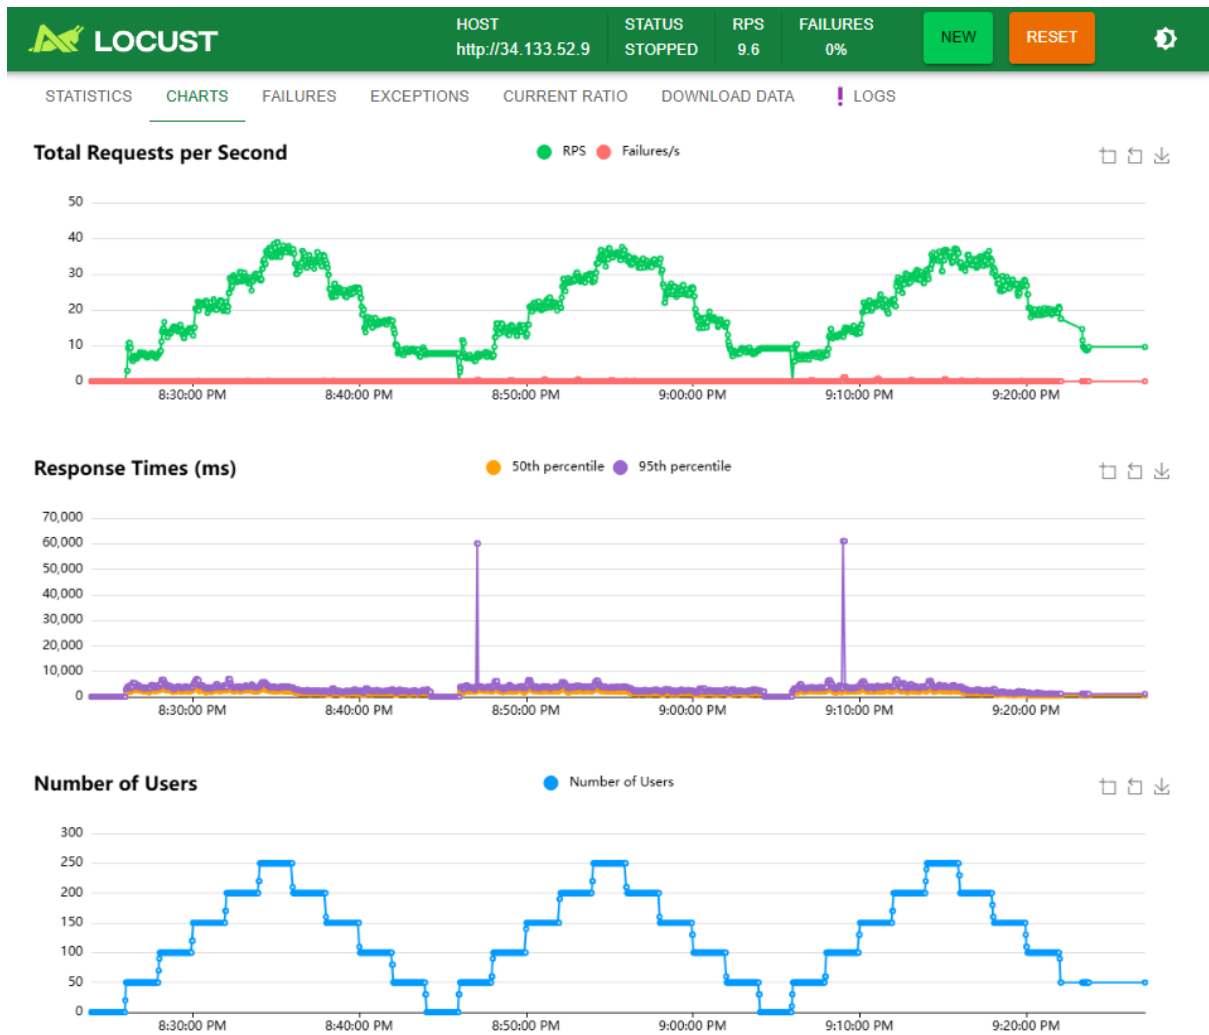 LOCUST
HOST
http://34.133.52.9
STATUS
STOPPED
RPS
9.6
FAILURES
0%
NEW
RESET
STATISTICS CHARTS FAILURES EXCEPTIONS CURRENT RATIO DOWNLOAD DATA ! LOGS
Total Requests per Second
RPS Failures/s
50
40
30
20
10
0
8:30:00 PM 8:40:00 PM 8:50:00 PM 9:00:00 PM 9:10:00 PM 9:20:00 PM
Response Times (ms)
50th percentile 95th percentile
70,000
60,000
50,000
40,000
30,000
20,000
10,000
0
8:30:00 PM 8:40:00 PM 8:50:00 PM 9:00:00 PM 9:10:00 PM 9:20:00 PM
Number of Users
Number of Users
300
250
200
150
100
50
0
8:30:00 PM 8:40:00 PM 8:50:00 PM 9:00:00 PM 9:10:00 PM 9:20:00 PM